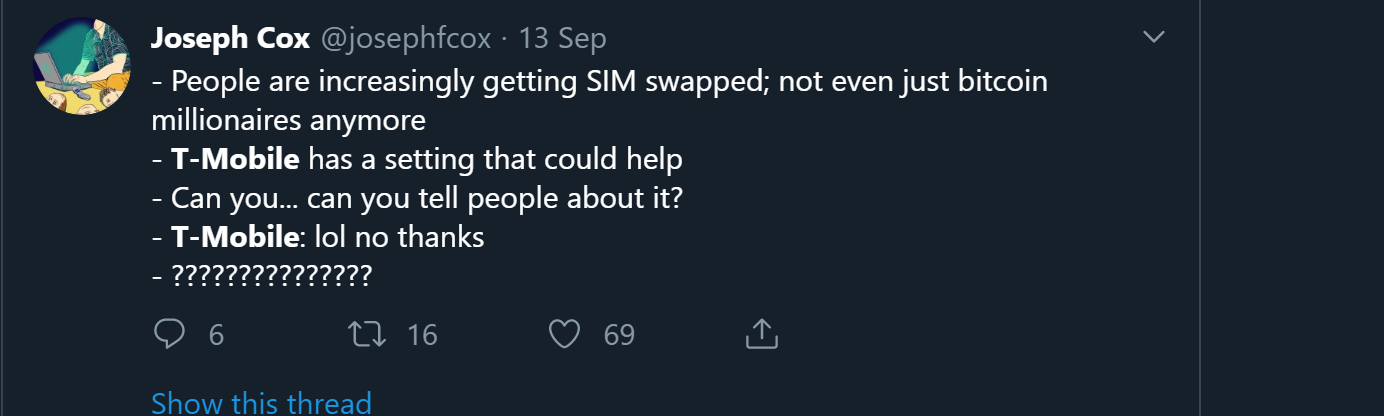 Joseph Cox @josephfcox · 13 Sep
- People are increasingly getting SIM swapped; not even just bitcoin
millionaires anymore
- T-Mobile has a setting that could help
- Can you... can you tell people about it?
- T-Mobile: lol no thanks
- ???????????????
6 16 69
Show this thread